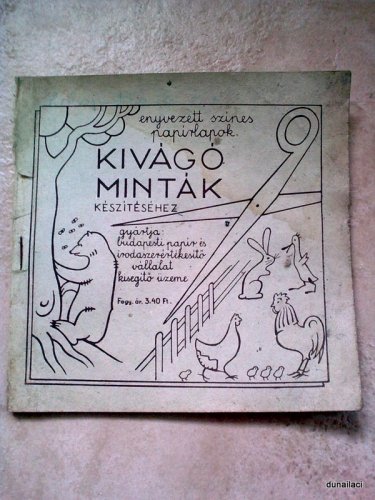 enyvezett színes
papírlapok.
KIVÁGÓ
MINTÁK
KÉSZÍTÉSÉHEZ
gyártja:
budapesti papír és
irodaszerértékesítő
vállalat
kisegítő üzeme
Fogy. ár. 3.40 Ft.
dunailaci